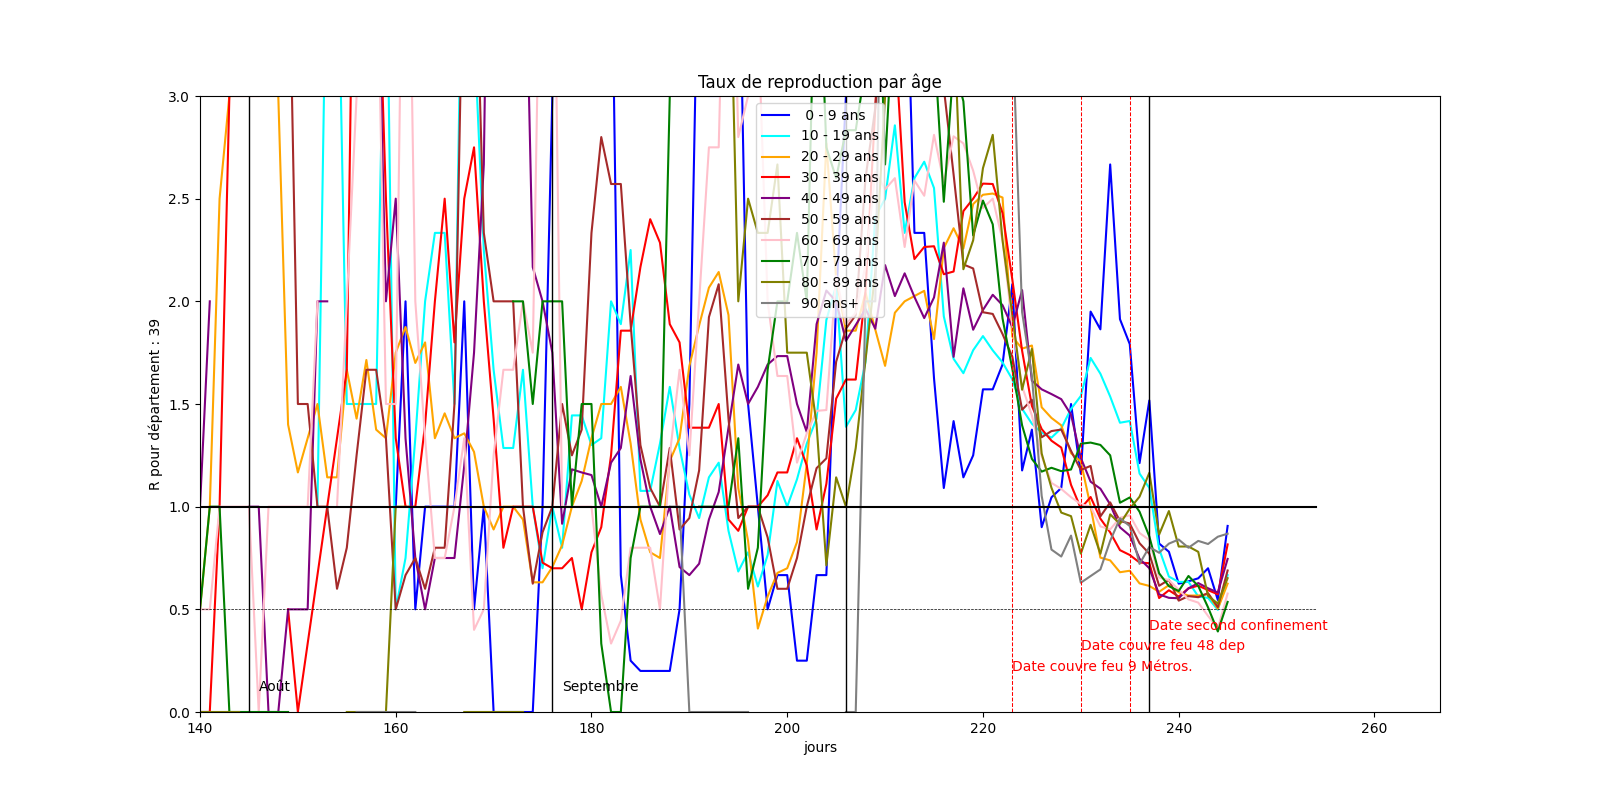 Taux de reproduction par âge
R pour département : 39
3.0
2.5
2.0
1.5
1.0
0.5
0.0
0 - 9 ans
10 - 19 ans
20 - 29 ans
30 - 39 ans
40 - 49 ans
50 - 59 ans
60 - 69 ans
70 - 79 ans
80 - 89 ans
90 ans+
Date second confinement
Date couvre feu 48 dep
Date couvre feu 9 Métros.
Août
Septembre
140 160 180 200 220 240 260
jours